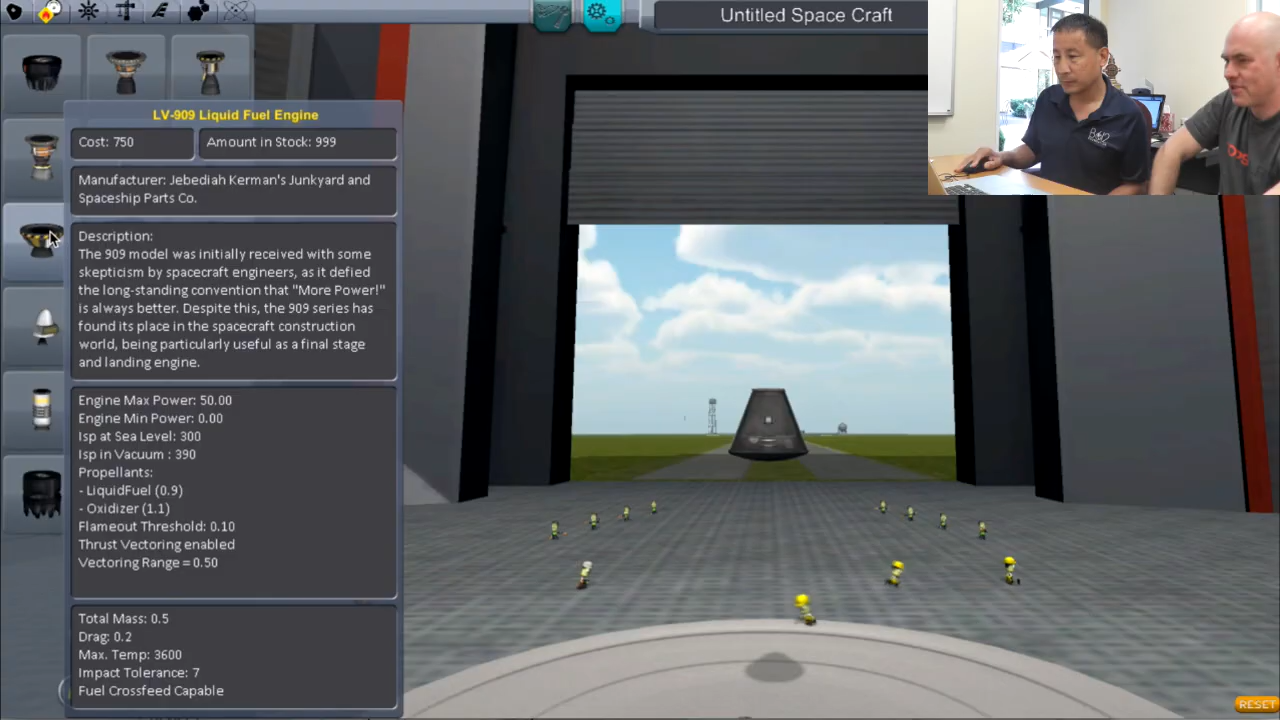 Untitled Space Craft
LV-909 Liquid Fuel Engine
Cost: 750
Amount in Stock: 999
Manufacturer: Jebediah Kerman's Junkyard and
Spaceship Parts Co.
Description:
The 909 model was initially received with some
skepticism by spacecraft engineers, as it defied
the long-standing convention that "More Power!"
is always better. Despite this, the 909 series has
found its place in the spacecraft construction
world, being particularly useful as a final stage
and landing engine.
Engine Max Power: 50.00
Engine Min Power: 0.00
Isp at Sea Level: 300
Isp in Vacuum : 390
Propellants:
- LiquidFuel (0.9)
- Oxidizer (1.1)
Flameout Threshold: 0.10
Thrust Vectoring enabled
Vectoring Range = 0.50
Total Mass: 0.5
Drag: 0.2
Max. Temp: 3600
Impact Tolerance: 7
Fuel Crossfeed Capable
RESET